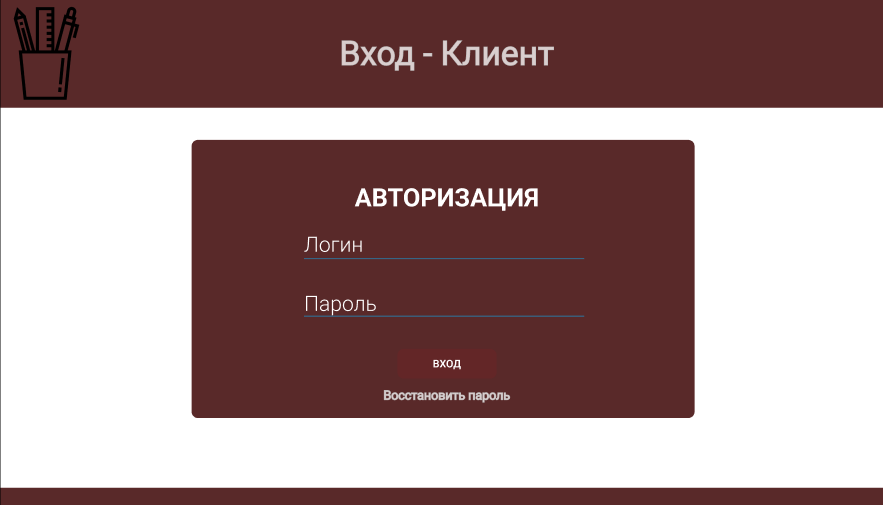 Вход - Клиент
АВТОРИЗАЦИЯ
Логин
Пароль
вход
Восстановить пароль